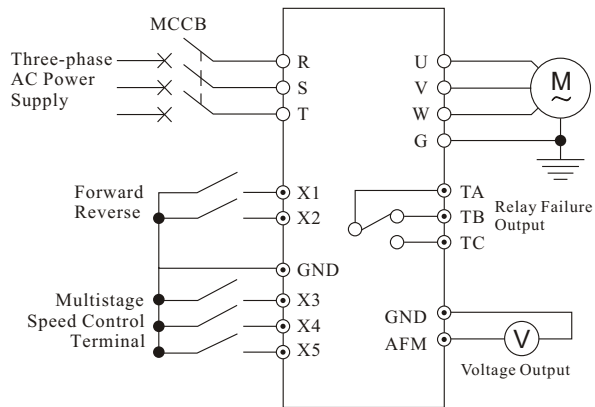 MCCB
Three-phase
AC Power
Supply
R
S
T
U
V
W
G
M
~
Forward
Reverse
X1
X2
GND
Multistage
Speed Control
Terminal
X3
X4
X5
TA
TB
TC
Relay Failure
Output
GND
AFM
V
Voltage Output